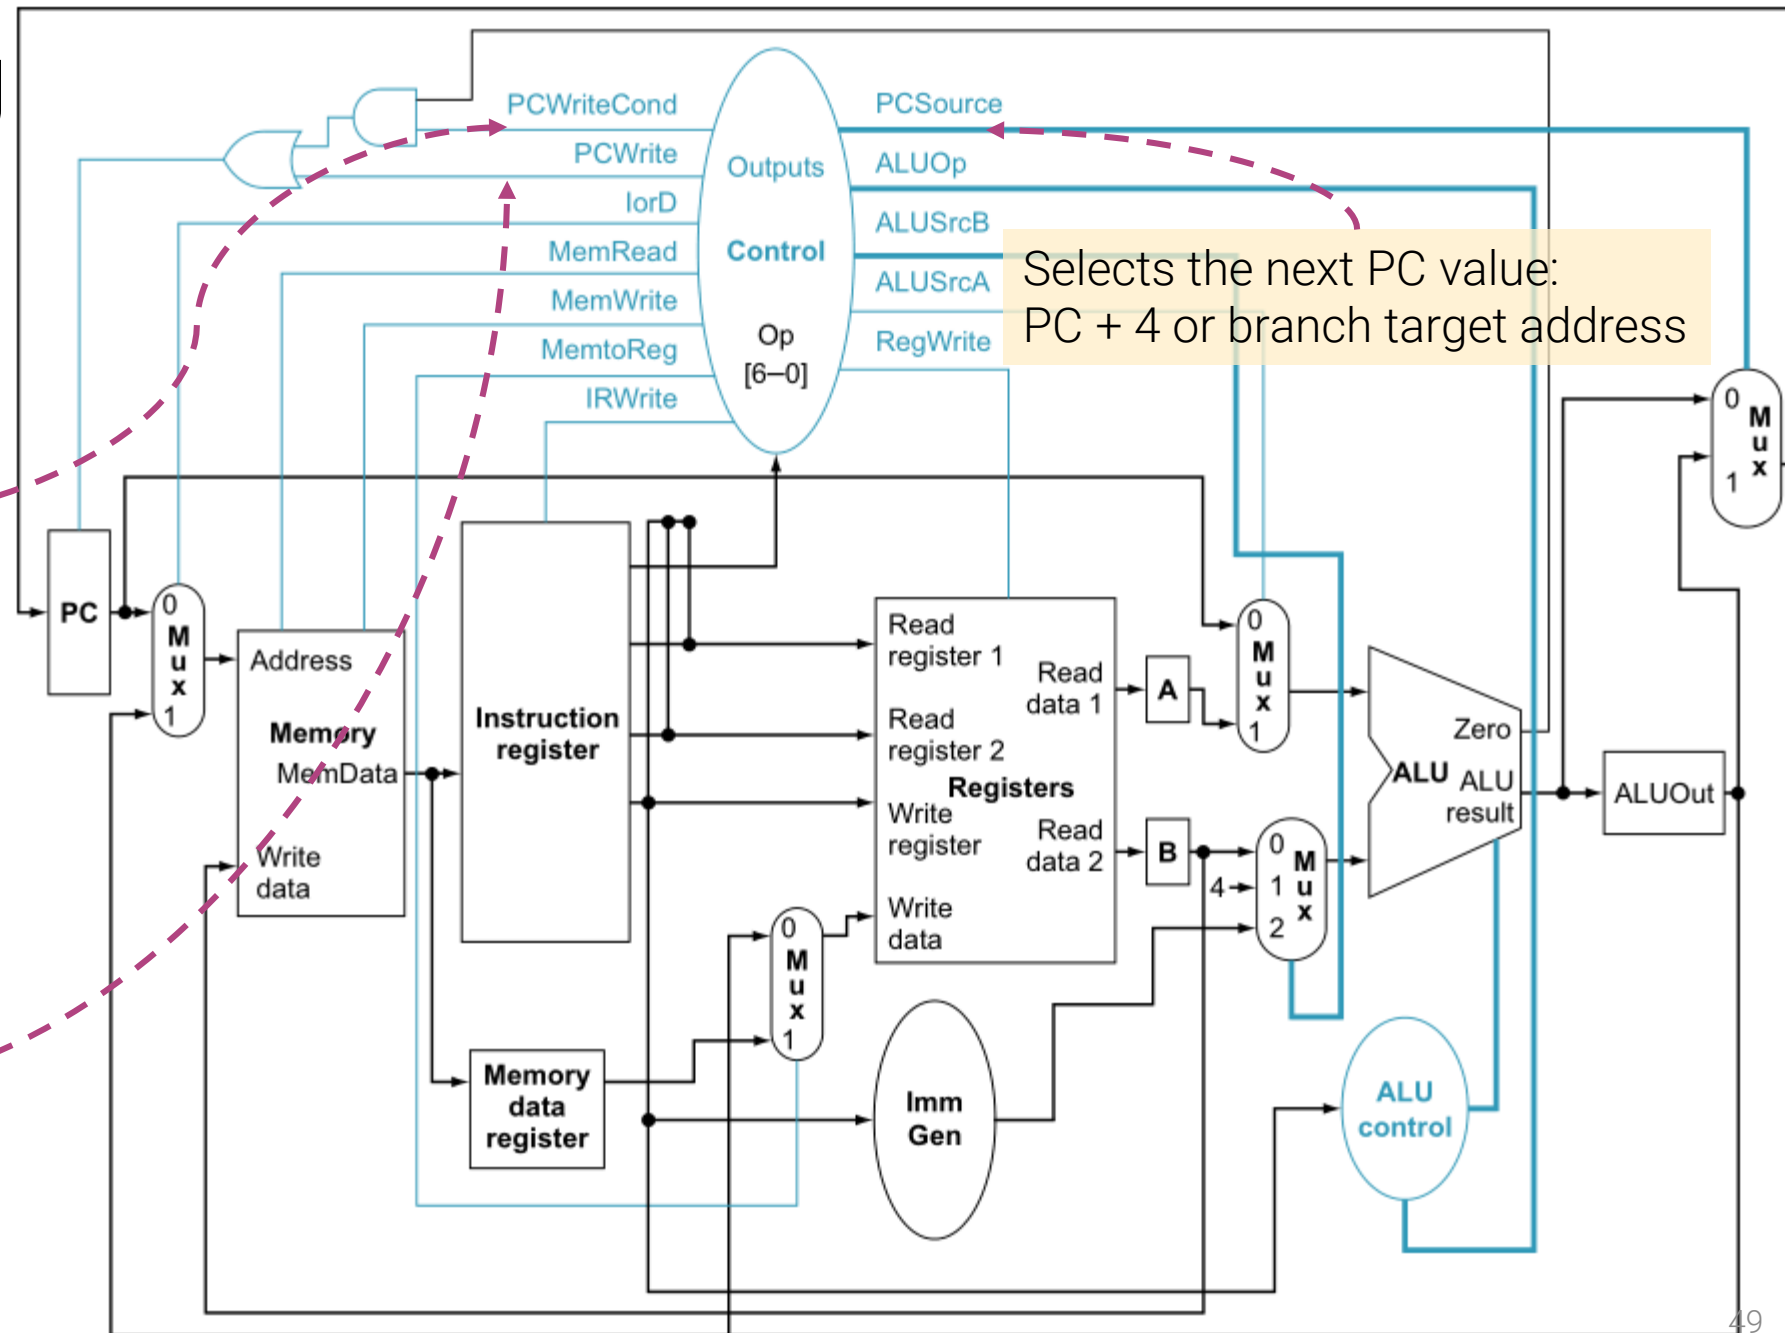 PCWriteCond
PCWrite
IorD
MemRead
MemWrite
MemtoReg
IRWrite
Outputs
Control
Op
[6–0]
PCSource
ALUOp
ALUSrcB
ALUSrcA
RegWrite
Selects the next PC value:
PC + 4 or branch target address
0
M
u
x
1
PC
0
M
u
x
1
Address
Memory
MemData
Write
data
Instruction
register
Memory
data
register
Read
register 1
Read
register 2
Registers
Write
register
Write
data
Read
data 1
Read
data 2
A
B
4
0
M
u
x
1
0
M
1
u
x
2
0
M
u
x
1
Imm
Gen
Zero
ALU
ALU
result
ALUOut
ALU
control
49